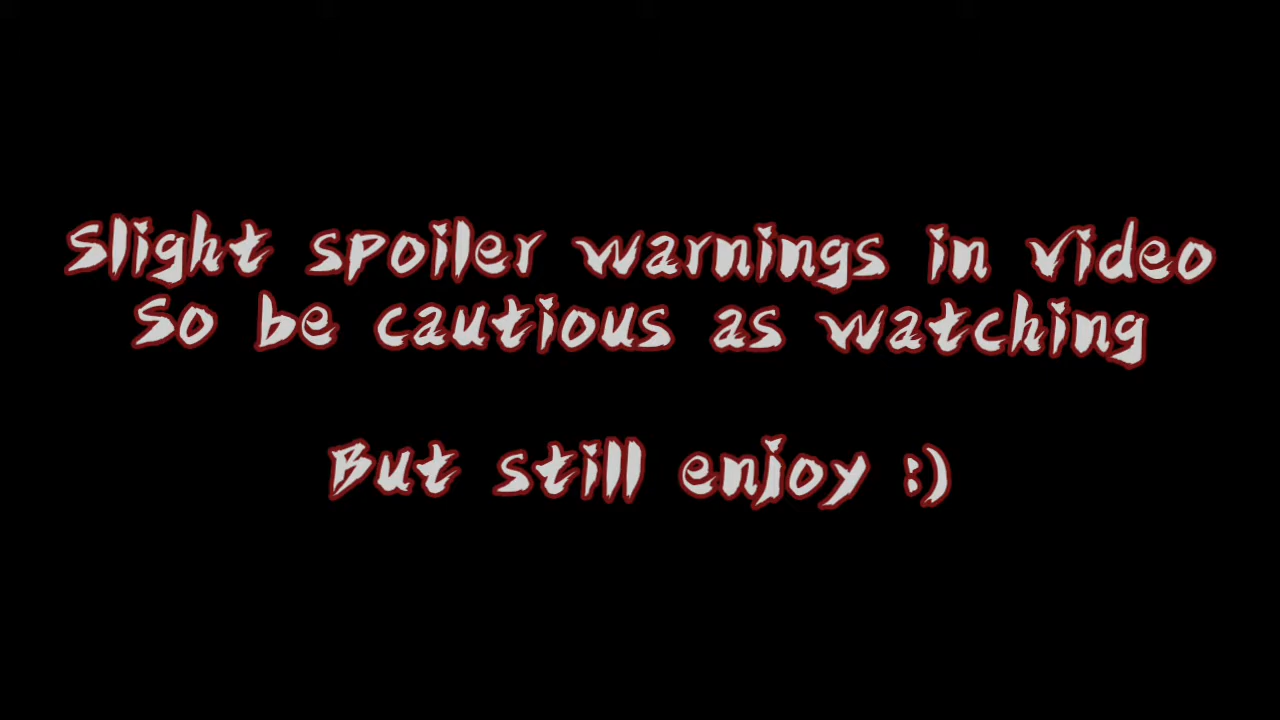 Slight spoiler warnings in video
So be cautious as watching
But still enjoy :)